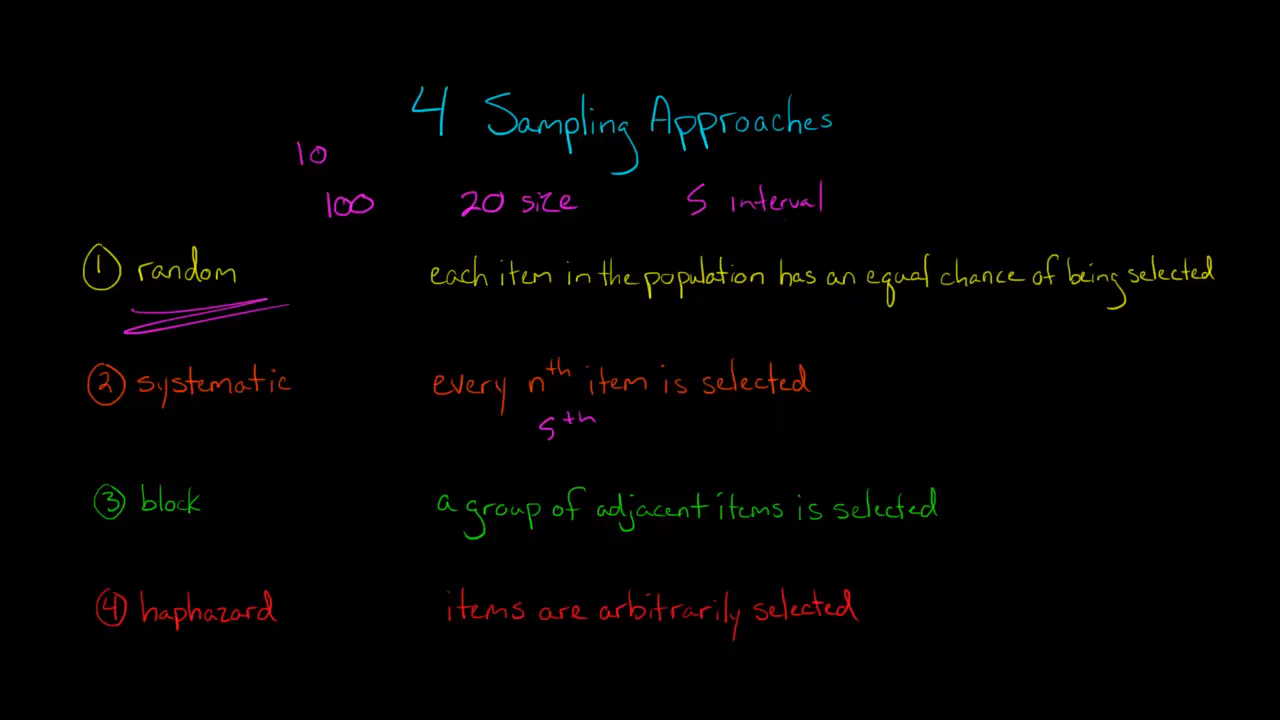 4 Sampling Approaches
10
100 20 size 5 interval
1 random each item in the population has an equal chance of being selected
2 systematic every nth item is selected
5th
3 block a group of adjacent items is selected
4 haphazard items are arbitrarily selected